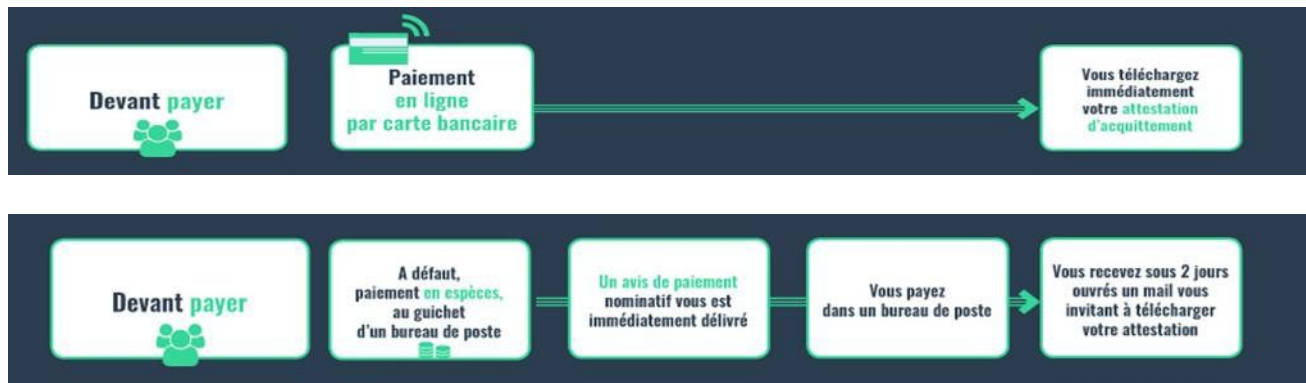 Devant payer
Paiement
en ligne
par carte bancaire
Vous téléchargez
immédiatement
votre attestation
d'acquittement
Devant payer
A défaut,
paiement en espèces,
au guichet
d'un bureau de poste
Un avis de paiement
nominatif vous est
immédiatement délivré
Vous payez
dans un bureau de poste
Vous recevez sous 2 jours
ouvrés un mail vous
invitant à télécharger
votre attestation